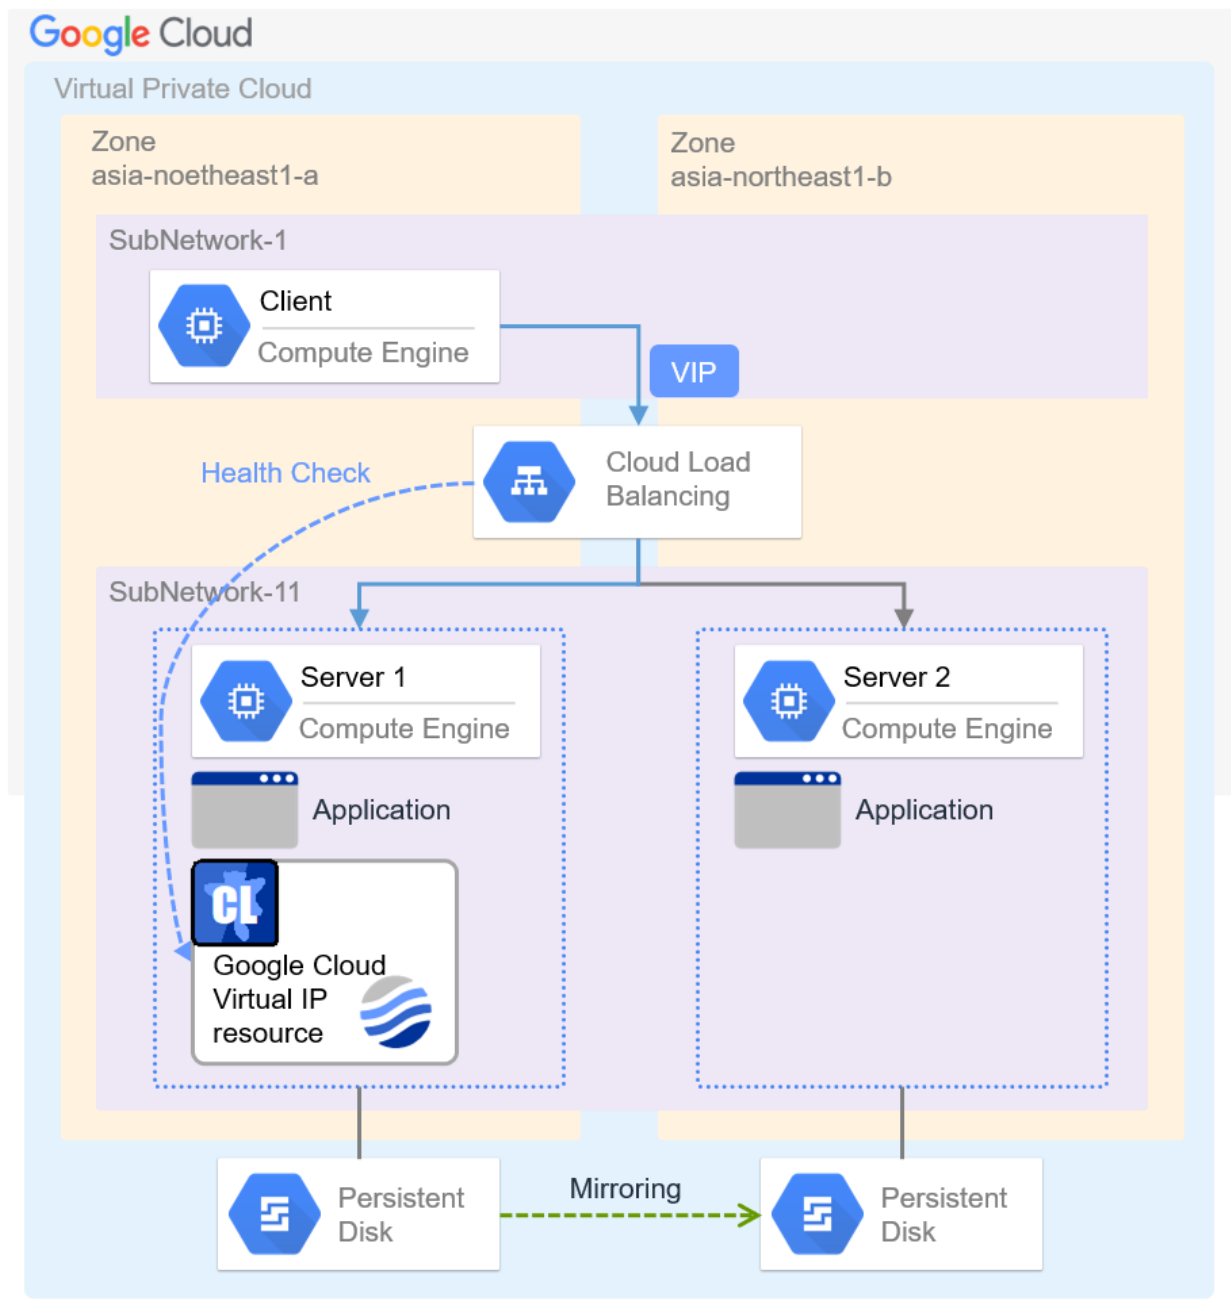 Google Cloud
Virtual Private Cloud
Zone
asia-noetheast1-a
Zone
asia-northeast1-b
SubNetwork-1
Client
Compute Engine
VIP
Health Check
Cloud Load
Balancing
SubNetwork-11
Server 1
Compute Engine
Server 2
Compute Engine
Application
Application
CL
Google Cloud
Virtual IP
resource
Persistent
Disk
Mirroring
Persistent
Disk